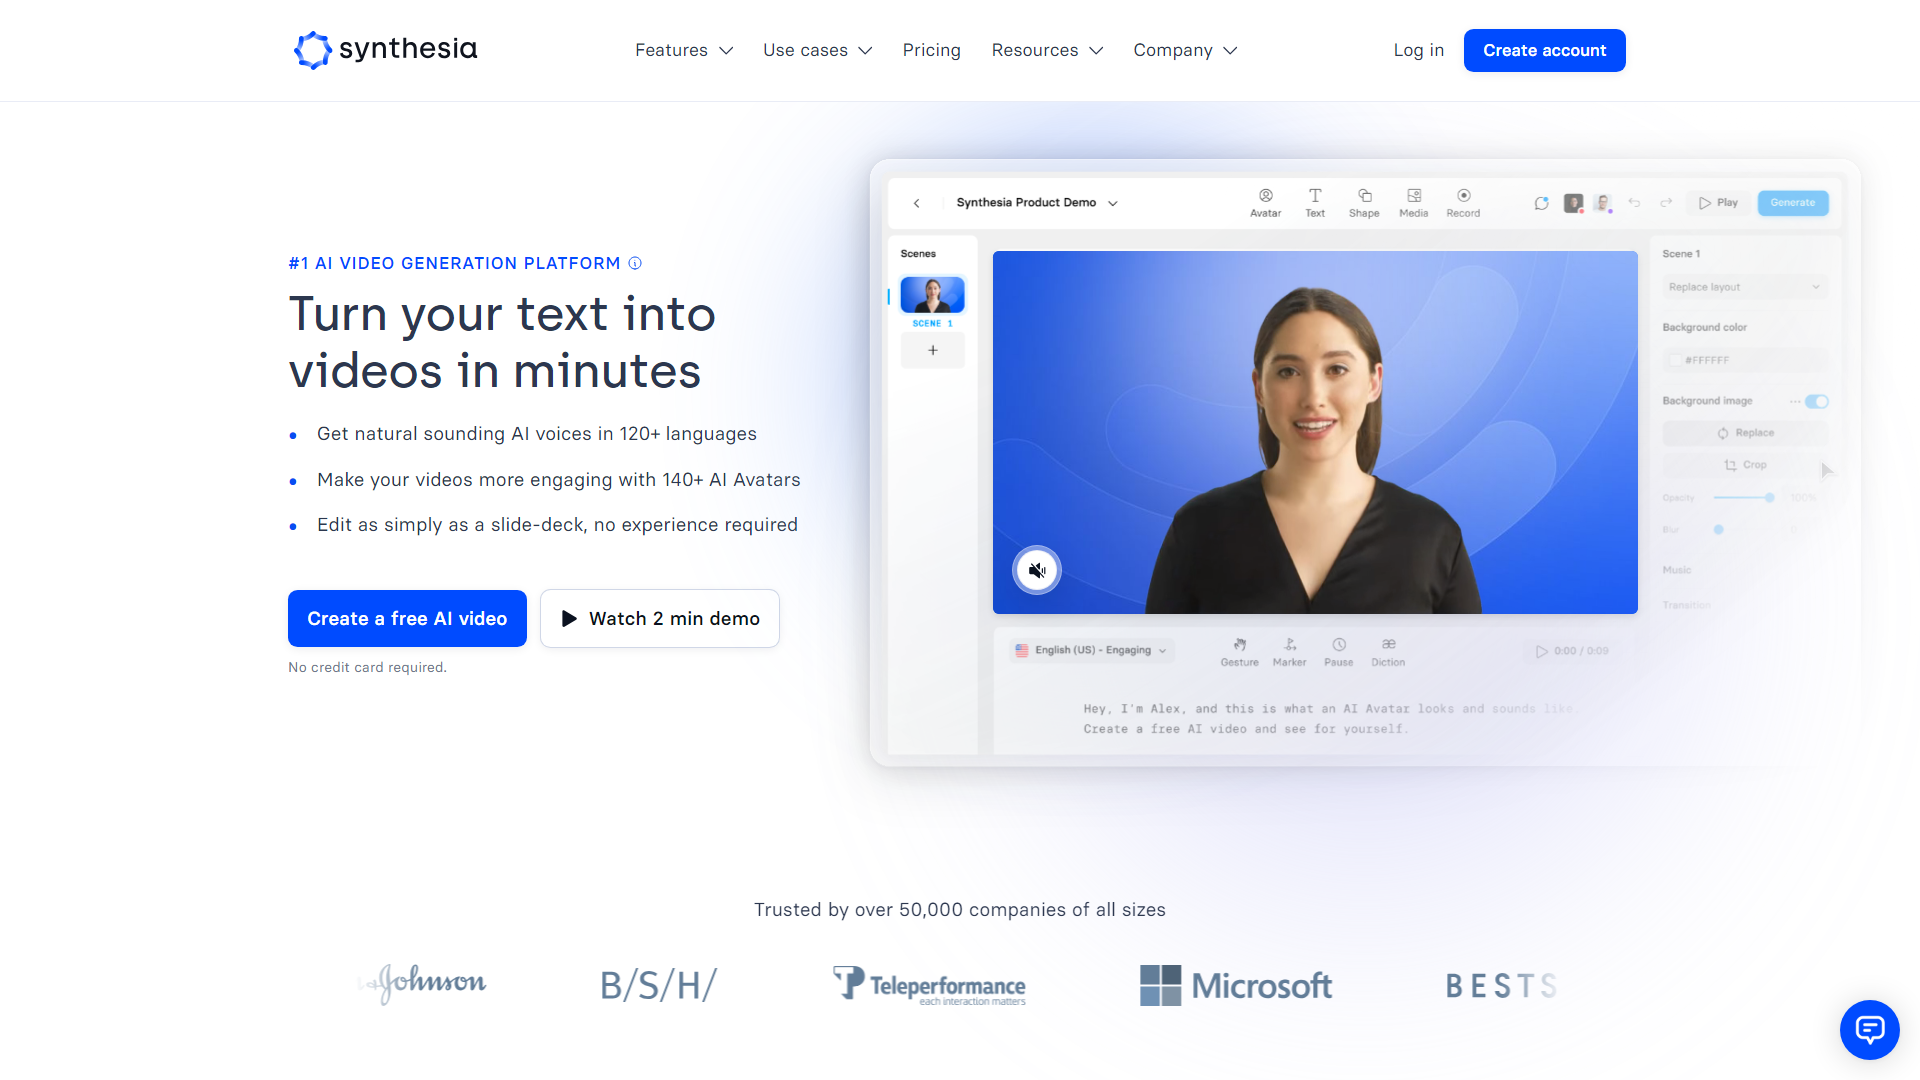 synthesia
Features
Use cases
Pricing
Resources
Company
Log in
Create account
#1 AI VIDEO GENERATION PLATFORM
Turn your text into
videos in minutes
Get natural sounding AI voices in 120+ languages
Make your videos more engaging with 140+ AI Avatars
Edit as simply as a slide-deck, no experience required
Create a free AI video
Watch 2 min demo
No credit card required.
Synthesia Product Demo
Avatar
Text
Shape
Media
Record
Play
Generate
Scenes
SCENE 1
Scene 1
Replace layout
Background color
#FFFFFF
Background image
Replace
Crop
Opacity
100%
Blur
0
Music
Transition
English (US) - Engaging
Gesture
Marker
Pause
æ
Diction
0:00 / 0:09
Hey, I'm Alex, and this is what an AI Avatar looks and sounds like
Create a free AI video and see for yourself.
Trusted by over 50,000 companies of all sizes
Johnson
B/S/H/
Teleperformance
each interaction matters
Microsoft
BESTS